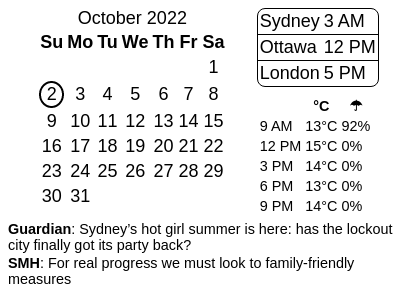 October 2022
Su Mo Tu We Th Fr Sa
1
2 3 4 5 6 7 8
9 10 11 12 13 14 15
16 17 18 19 20 21 22
23 24 25 26 27 28 29
30 31
Sydney 3 AM
Ottawa 12 PM
London 5 PM
°C ☂
9 AM 13°C 92%
12 PM 15°C 0%
3 PM 14°C 0%
6 PM 13°C 0%
9 PM 14°C 0%
Guardian: Sydney’s hot girl summer is here: has the lockout
city finally got its party back?
SMH: For real progress we must look to family-friendly
measures